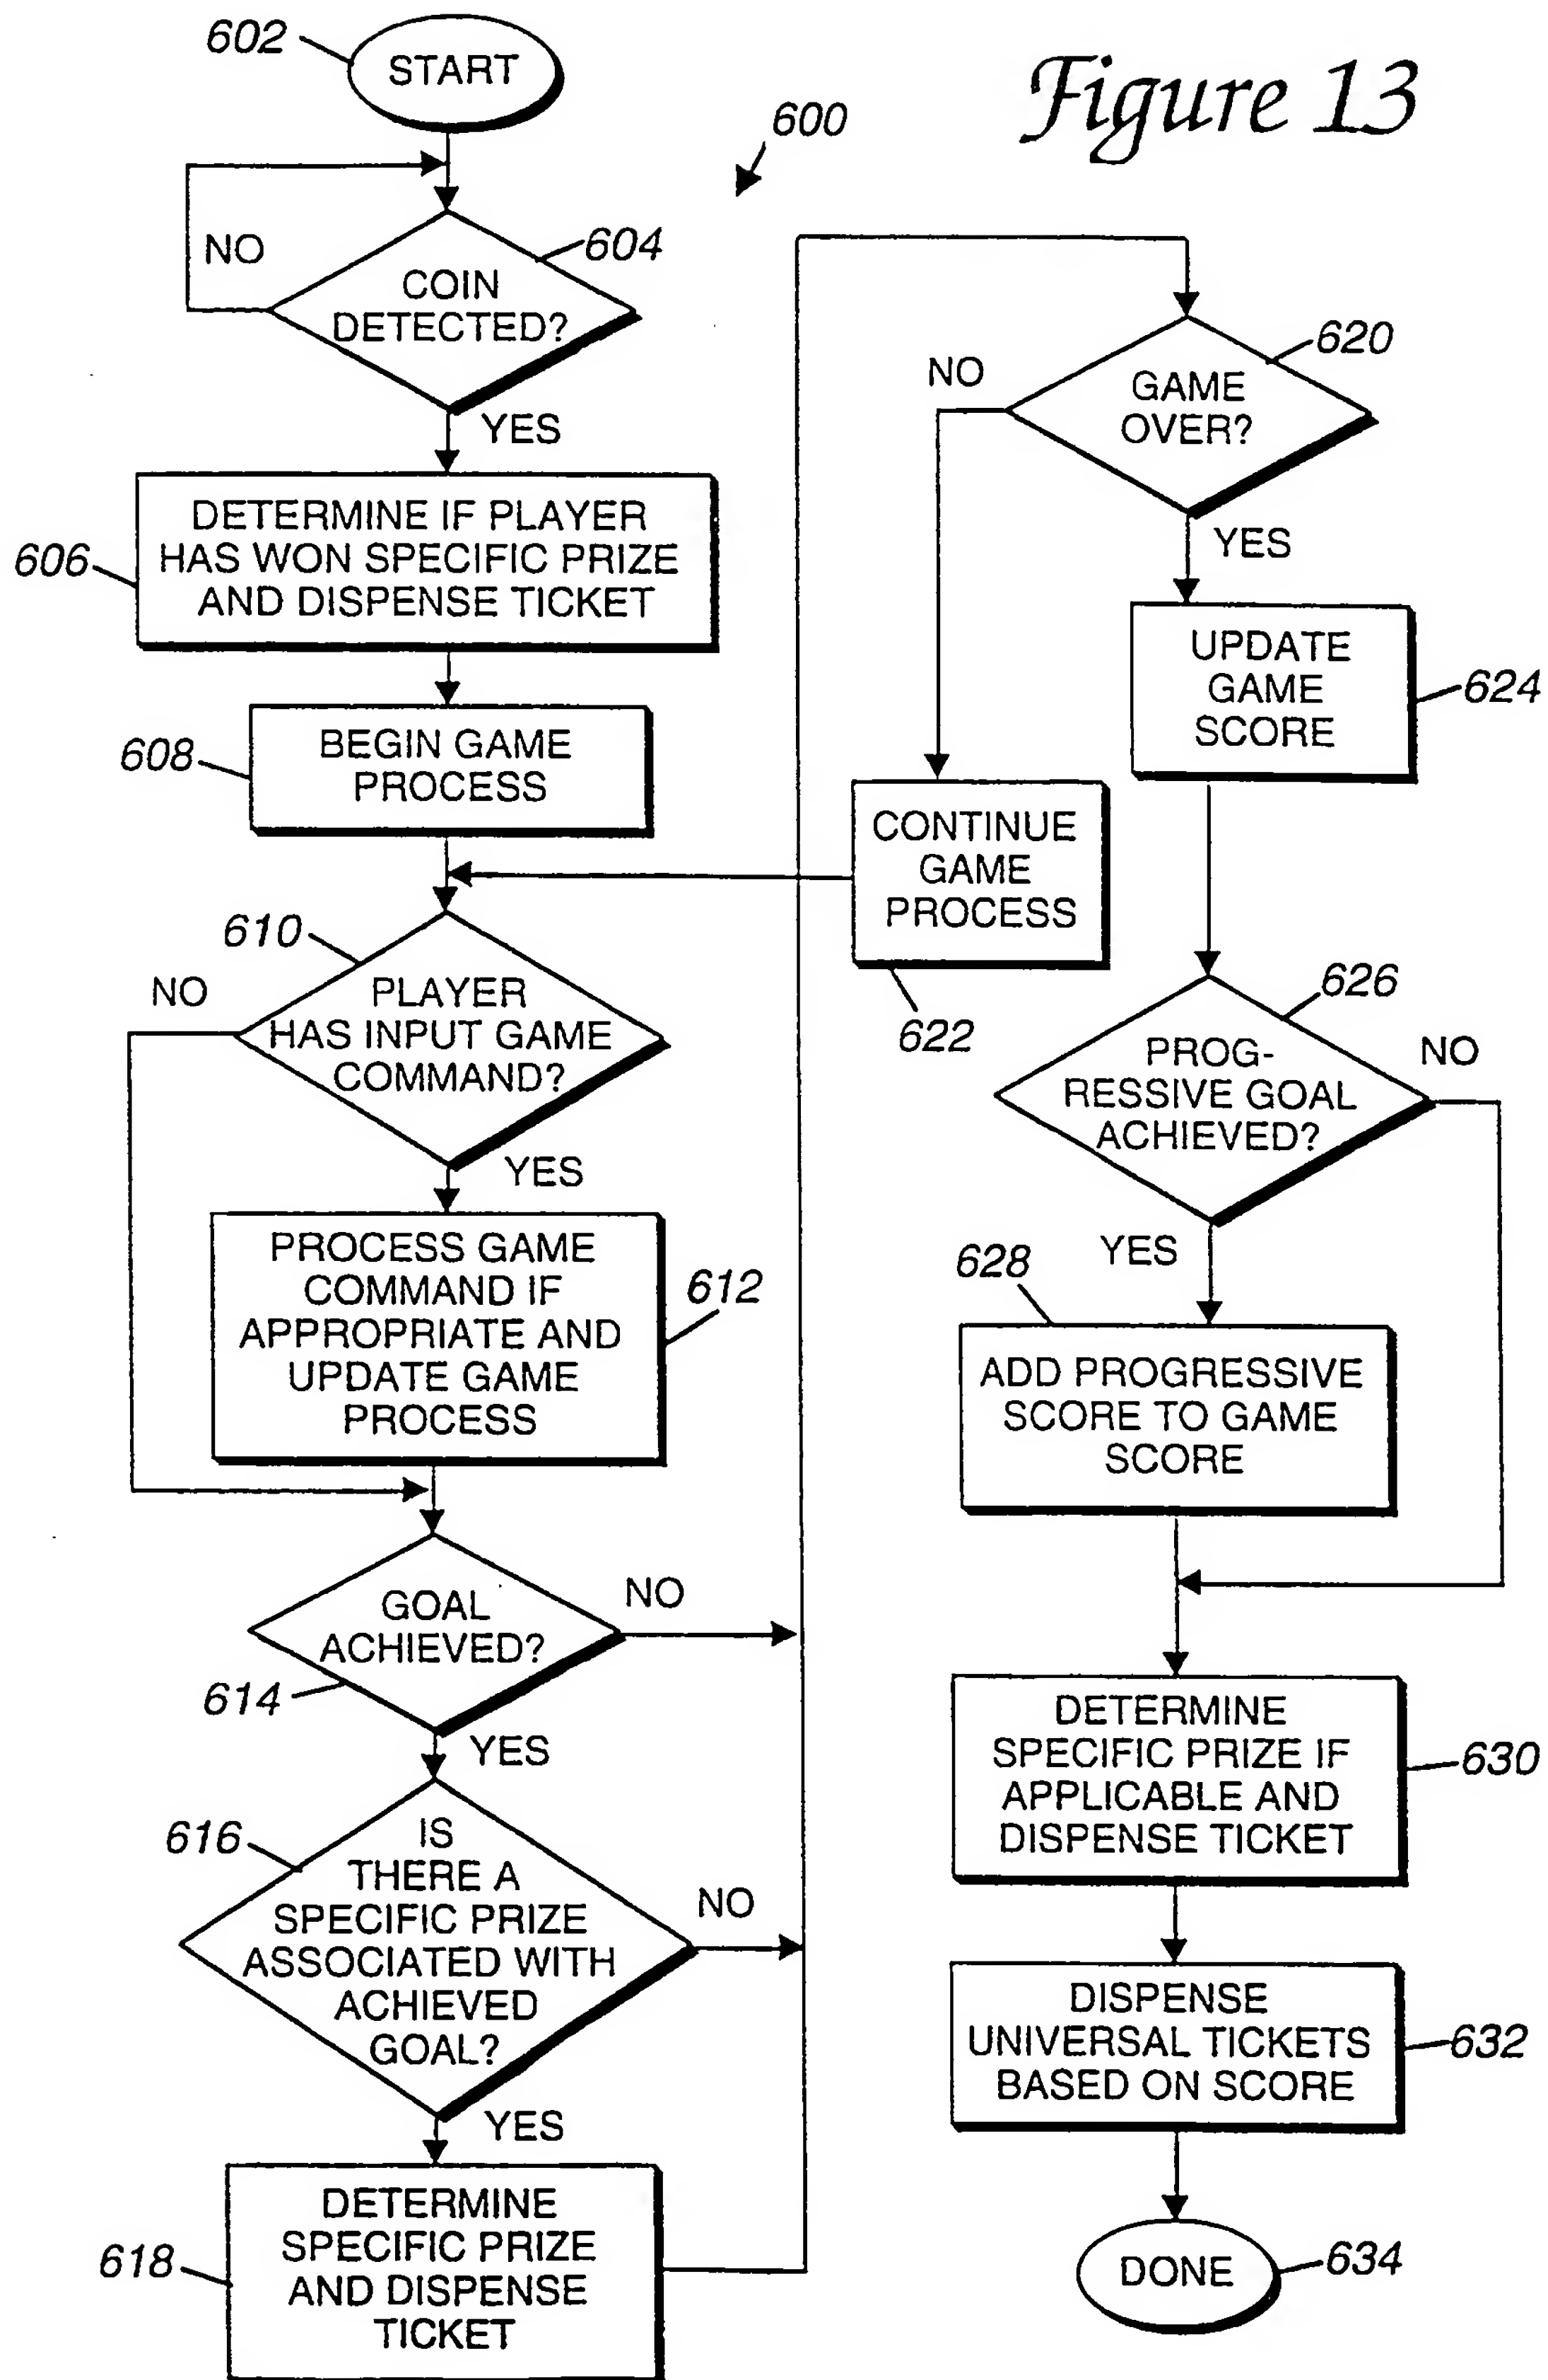 Figure 13
600
602
START
604
COIN
DETECTED?
NO
YES
606
DETERMINE IF PLAYER
HAS WON SPECIFIC PRIZE
AND DISPENSE TICKET
608
BEGIN GAME
PROCESS
610
PLAYER
HAS INPUT GAME
COMMAND?
NO
YES
612
PROCESS GAME
COMMAND IF
APPROPRIATE AND
UPDATE GAME
PROCESS
614
GOAL
ACHIEVED?
NO
YES
616
IS
THERE A
SPECIFIC PRIZE
ASSOCIATED WITH
ACHIEVED
GOAL?
NO
YES
618
DETERMINE
SPECIFIC PRIZE
AND DISPENSE
TICKET
620
GAME
OVER?
NO
YES
622
CONTINUE
GAME
PROCESS
624
UPDATE
GAME
SCORE
626
PROG-
RESSIVE GOAL
ACHIEVED?
NO
YES
628
ADD PROGRESSIVE
SCORE TO GAME
SCORE
630
DETERMINE
SPECIFIC PRIZE IF
APPLICABLE AND
DISPENSE TICKET
632
DISPENSE
UNIVERSAL TICKETS
BASED ON SCORE
634
DONE